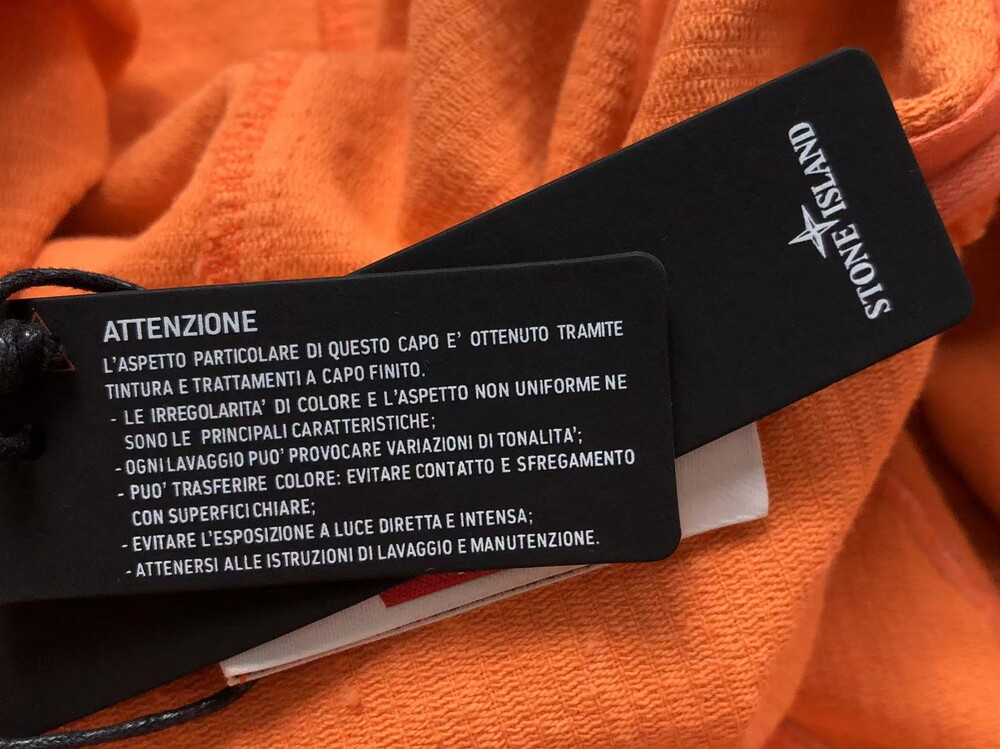 ATTENZIONE
L'ASPETTO PARTICOLARE DI QUESTO CAPO E' OTTENUTO TRAMITE
TINTURA E TRATTAMENTI A CAPO FINITO.
- LE IRREGOLARITA' DI COLORE E L'ASPETTO NON UNIFORME NE
SONO LE PRINCIPALI CARATTERISTICHE;
- OGNI LAVAGGIO PUO' PROVOCARE VARIAZIONI DI TONALITA';
- PUO' TRASFERIRE COLORE: EVITARE CONTATTO E SFREGAMENTO
CON SUPERFICI CHIARE;
- EVITARE L'ESPOSIZIONE A LUCE DIRETTA E INTENSA;
- ATTENERSI ALLE ISTRUZIONI DI LAVAGGIO E MANUTENZIONE.
STONE ISLAND